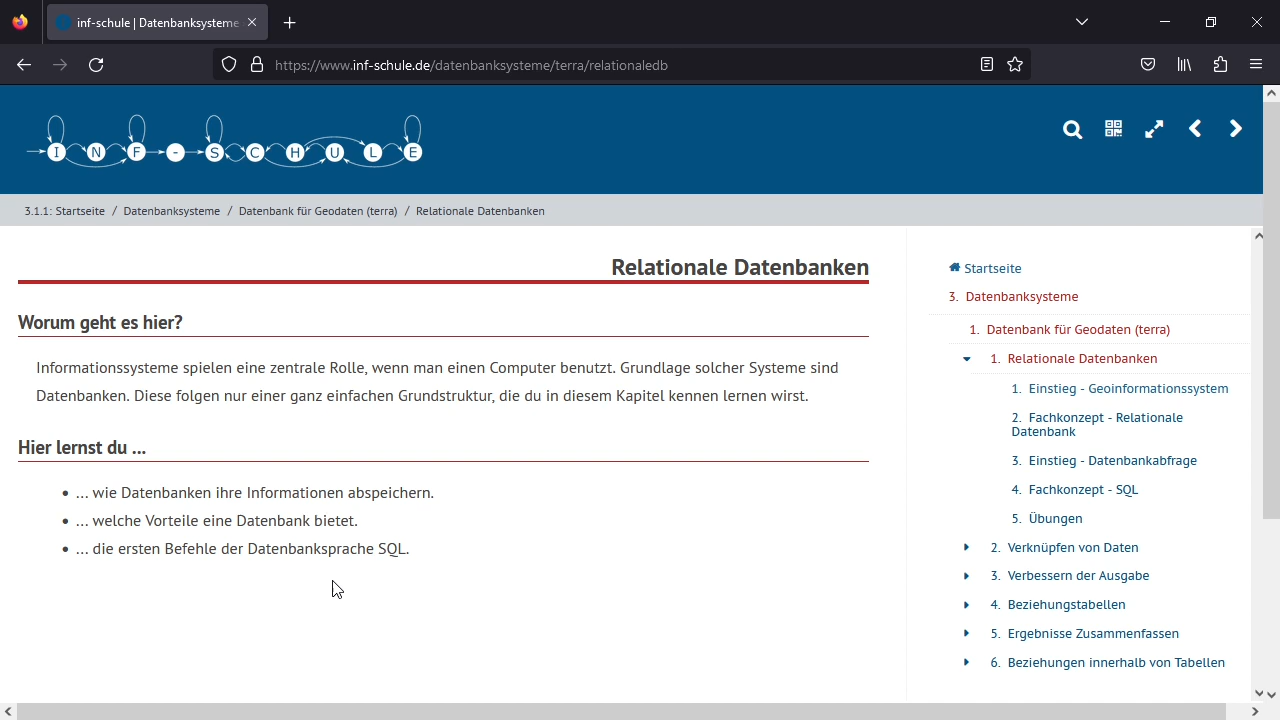 inf-schule | Datenbanksysteme
https://www.inf-schule.de/datenbanksysteme/terra/relationaledb
I N F - S C H U L E
3.1.1: Startseite / Datenbanksysteme / Datenbank für Geodaten (terra) / Relationale Datenbanken
Relationale Datenbanken
Worum geht es hier?
Informationssysteme spielen eine zentrale Rolle, wenn man einen Computer benutzt. Grundlage solcher Systeme sind
Datenbanken. Diese folgen nur einer ganz einfachen Grundstruktur, die du in diesem Kapitel kennen lernen wirst.
Hier lernst du ...
• ... wie Datenbanken ihre Informationen abspeichern.
• ... welche Vorteile eine Datenbank bietet.
• ... die ersten Befehle der Datenbanksprache SQL.
Startseite
3. Datenbanksysteme
1. Datenbank für Geodaten (terra)
1. Relationale Datenbanken
1. Einstieg - Geoinformationssystem
2. Fachkonzept - Relationale
Datenbank
3. Einstieg - Datenbankabfrage
4. Fachkonzept - SQL
5. Übungen
2. Verknüpfen von Daten
3. Verbessern der Ausgabe
4. Beziehungstabellen
5. Ergebnisse Zusammenfassen
6. Beziehungen innerhalb von Tabellen